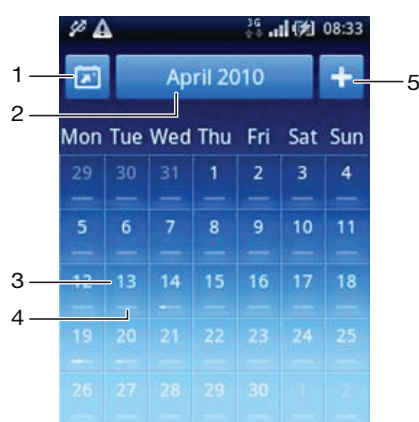 3G 08:33
1 April 2010 5
2
Mon Tue Wed Thu Fri Sat Sun
29 30 31 1 2 3 4
5 6 7 8 9 10 11
3 12 13 14 15 16 17 18
4
19 20 21 22 23 24 25
26 27 28 29 30 1 2